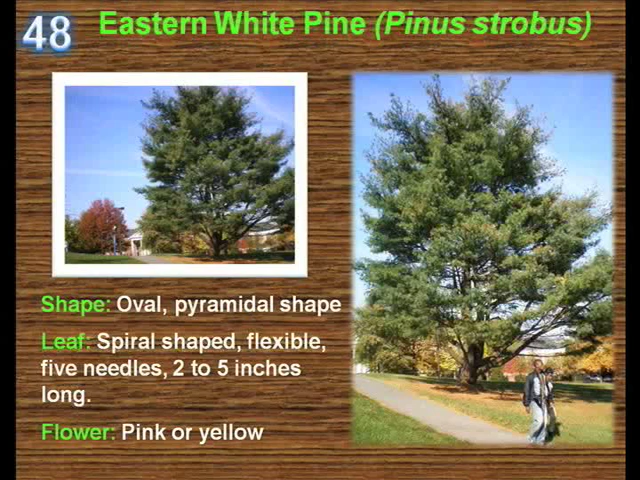 48
Eastern White Pine (Pinus strobus)
Shape: Oval, pyramidal shape
Leaf: Spiral shaped, flexible,
five needles, 2 to 5 inches
long.
Flower: Pink or yellow